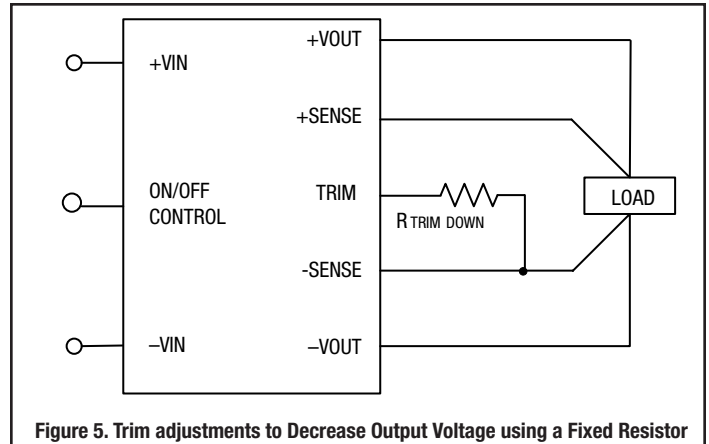 +VOUT
+VIN
+SENSE
ON/OFF
CONTROL
TRIM
R TRIM DOWN
LOAD
-SENSE
–VIN
–VOUT
Figure 5. Trim adjustments to Decrease Output Voltage using a Fixed Resistor